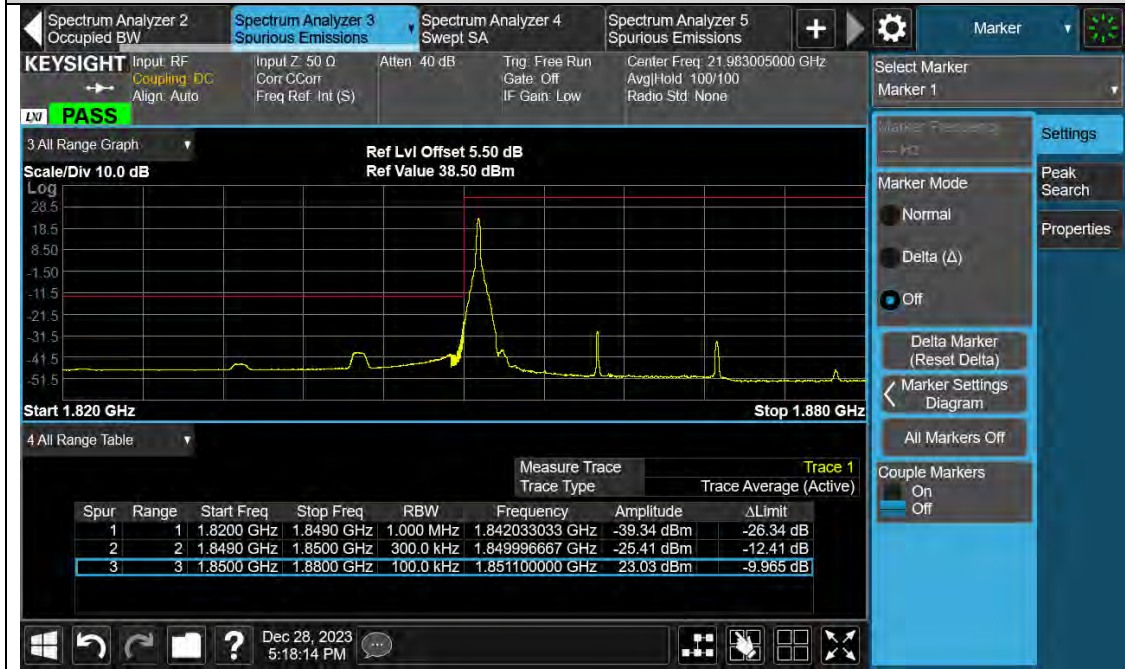 Spectrum Analyzer 2
Occupied BW
Spectrum Analyzer 3
Spurious Emissions
Spectrum Analyzer 4
Swept SA
Spectrum Analyzer 5
Spurious Emissions
+
Marker
KEYSIGHT
Input: RF
Coupling: DC
Align: Auto
Input Z: 50 Ω
Corr CCorr
Freq Ref: Int (S)
Atten: 40 dB
Trig: Free Run
Gate: Off
IF Gain: Low
Center Freq: 21.983005000 GHz
Avg|Hold: 100/100
Radio Std: None
Select Marker
Marker 1
LXI
PASS
3 All Range Graph
Ref Lvl Offset 5.50 dB
Scale/Div 10.0 dB
Ref Value 38.50 dBm
Log
28.5
18.5
8.50
-1.50
-11.5
-21.5
-31.5
-41.5
-51.5
Start 1.820 GHz
Stop 1.880 GHz
Marker Frequency
--- Hz
Settings
Marker Mode
Peak
Search
Normal
Properties
Delta (Δ)
Off
Delta Marker
(Reset Delta)
Marker Settings
Diagram
All Markers Off
Couple Markers
On
Off
4 All Range Table
Measure Trace Trace 1
Trace Type Trace Average (Active)
Spur Range Start Freq Stop Freq RBW Frequency Amplitude ΔLimit
1 1 1.8200 GHz 1.8490 GHz 1.000 MHz 1.842033033 GHz -39.34 dBm -26.34 dB
2 2 1.8490 GHz 1.8500 GHz 300.0 kHz 1.849996667 GHz -25.41 dBm -12.41 dB
3 3 1.8500 GHz 1.8800 GHz 100.0 kHz 1.851100000 GHz 23.03 dBm -9.965 dB
?
Dec 28, 2023
5:18:14 PM